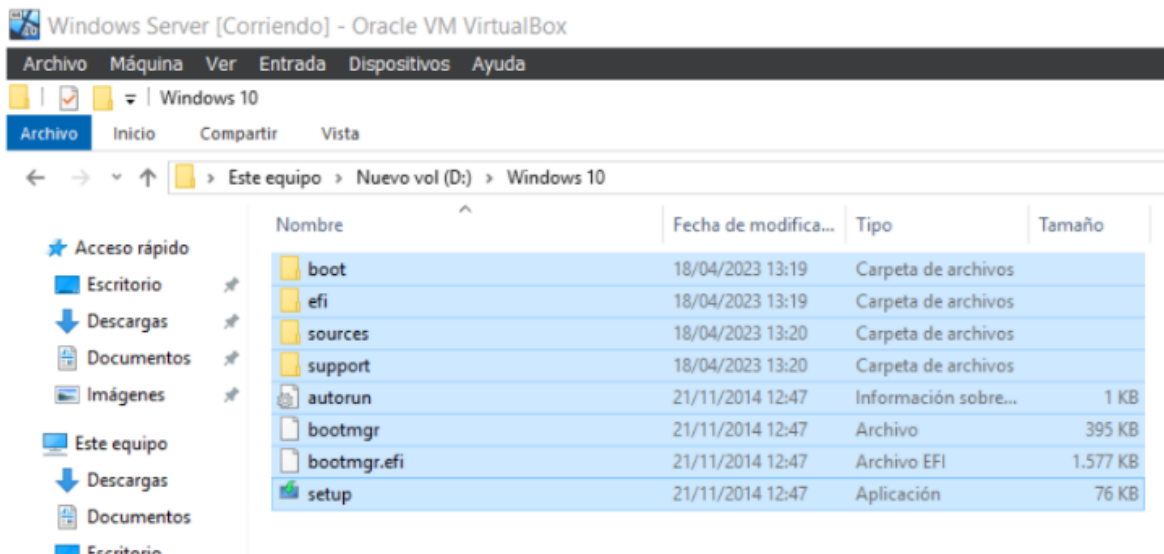 Windows Server [Corriendo] - Oracle VM VirtualBox
Archivo Máquina Ver Entrada Dispositivos Ayuda
Windows 10
Archivo Inicio Compartir Vista
Este equipo > Nuevo vol (D:) > Windows 10
Nombre Fecha de modifica... Tipo Tamaño
Acceso rápido
Escritorio
Descargas
Documentos
Imágenes
Este equipo
Descargas
Documentos
Escritorio
boot 18/04/2023 13:19 Carpeta de archivos
efi 18/04/2023 13:19 Carpeta de archivos
sources 18/04/2023 13:20 Carpeta de archivos
support 18/04/2023 13:20 Carpeta de archivos
autorun 21/11/2014 12:47 Información sobre... 1 KB
bootmgr 21/11/2014 12:47 Archivo 395 KB
bootmgr.efi 21/11/2014 12:47 Archivo EFI 1.577 KB
setup 21/11/2014 12:47 Aplicación 76 KB